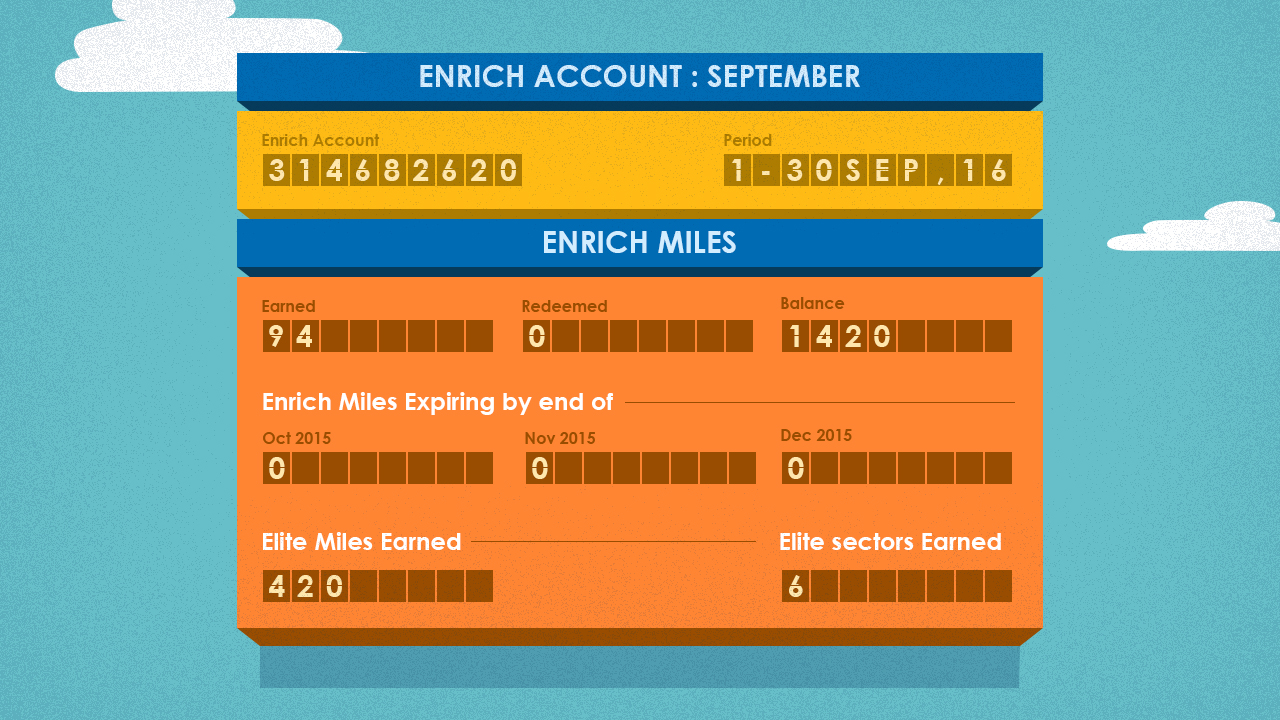 ENRICH ACCOUNT : SEPTEMBER
Enrich Account Period
314682620 1-30SEP,16
ENRICH MILES
Earned Redeemed Balance
94 0 1420
Enrich Miles Expiring by end of
Oct 2015 Nov 2015 Dec 2015
0 0 0
Elite Miles Earned Elite sectors Earned
420 6